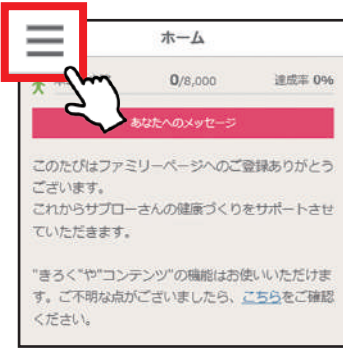 ホーム
0/8,000 達成率 0%
あなたへのメッセージ
このたびはファミリーページへのご登録ありがとう
ございます。
これからサブローさんの健康づくりをサポートさせ
ていただきます。
"きろく"や"コンテンツ"の機能はお使いいただけま
す。ご不明な点がございましたら、こちらをご確認
ください。